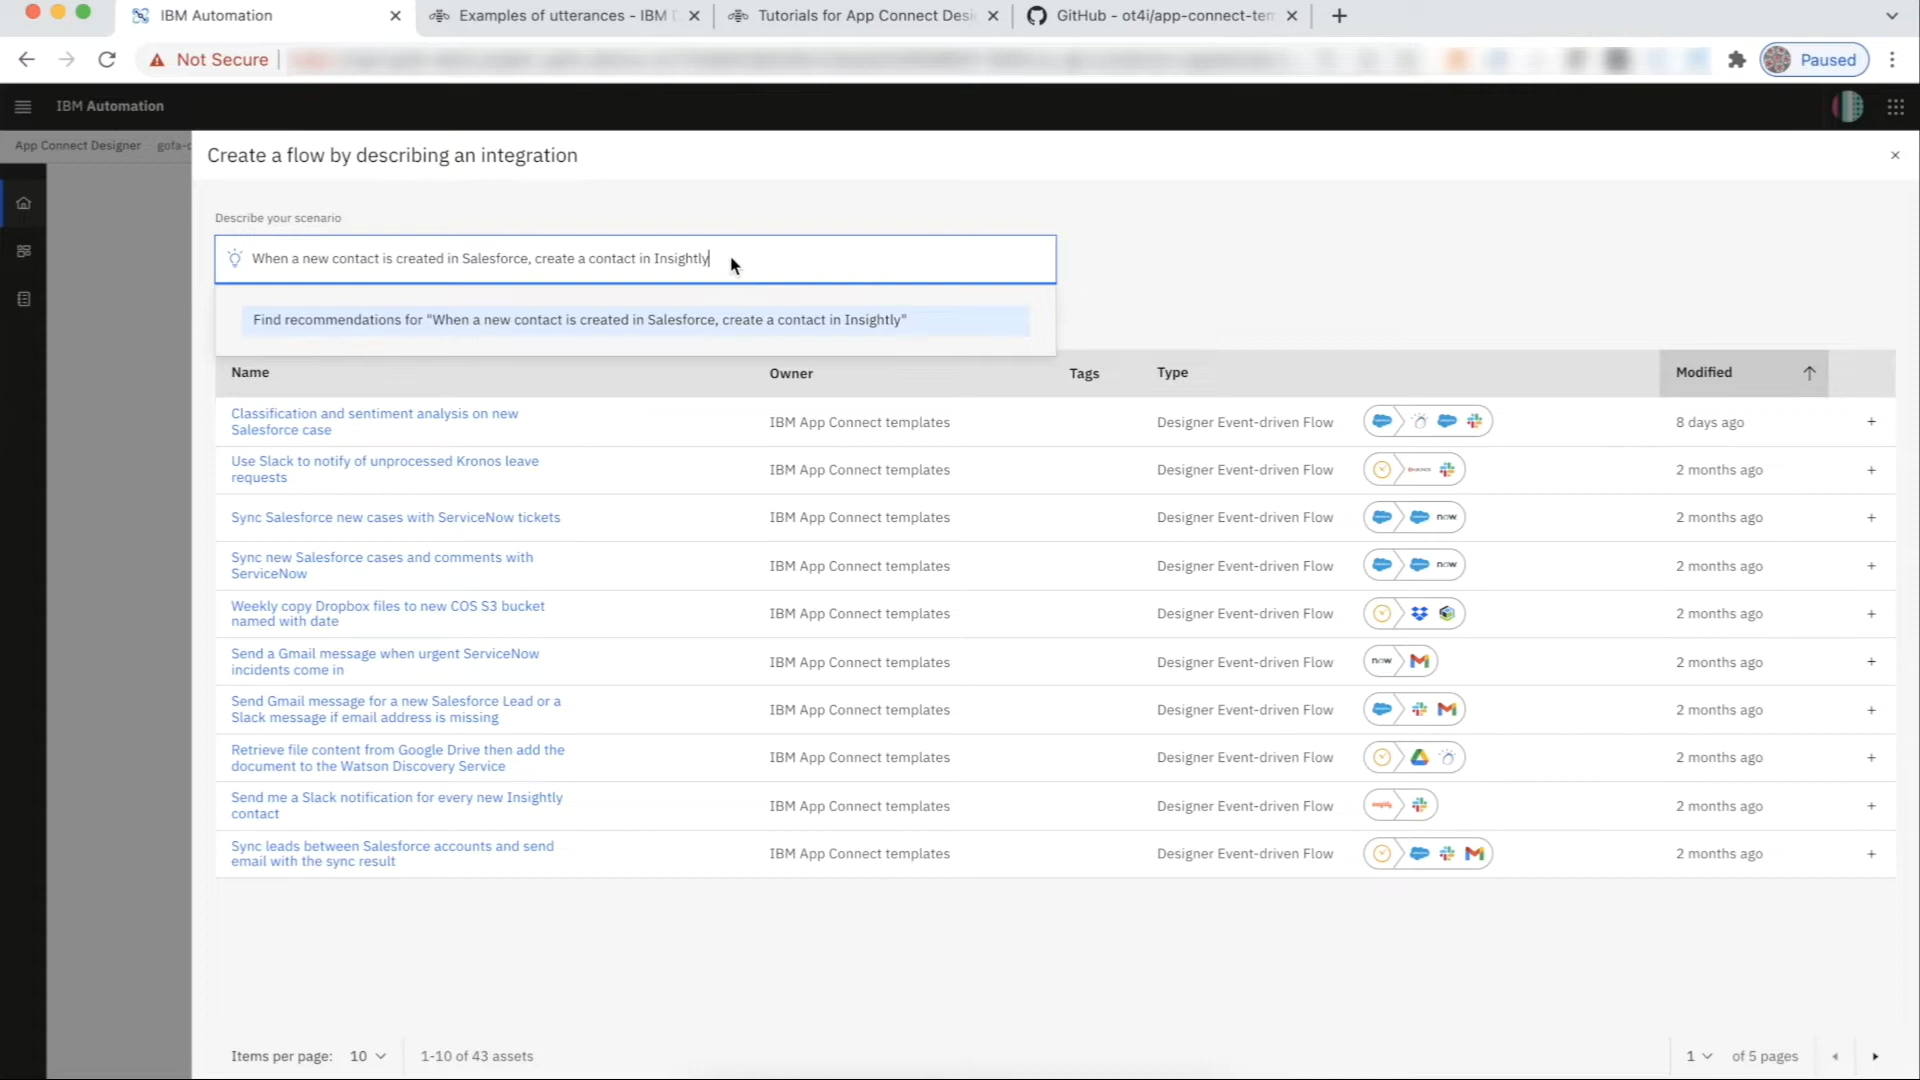 IBM Automation
Examples of utterances - IBM
Tutorials for App Connect Desi
GitHub - ot4i/app-connect-tem
Not Secure
Paused
IBM Automation
App Connect Designer
Create a flow by describing an integration
Describe your scenario
When a new contact is created in Salesforce, create a contact in Insightly
Find recommendations for "When a new contact is created in Salesforce, create a contact in Insightly"
Name Owner Tags Type Modified
Classification and sentiment analysis on new
Salesforce case
IBM App Connect templates Designer Event-driven Flow 8 days ago
Use Slack to notify of unprocessed Kronos leave
requests
IBM App Connect templates Designer Event-driven Flow 2 months ago
Sync Salesforce new cases with ServiceNow tickets IBM App Connect templates Designer Event-driven Flow now 2 months ago
Sync new Salesforce cases and comments with
ServiceNow
IBM App Connect templates Designer Event-driven Flow now 2 months ago
Weekly copy Dropbox files to new COS S3 bucket
named with date
IBM App Connect templates Designer Event-driven Flow 2 months ago
Send a Gmail message when urgent ServiceNow
incidents come in
IBM App Connect templates Designer Event-driven Flow now 2 months ago
Send Gmail message for a new Salesforce Lead or a
Slack message if email address is missing
IBM App Connect templates Designer Event-driven Flow 2 months ago
Retrieve file content from Google Drive then add the
document to the Watson Discovery Service
IBM App Connect templates Designer Event-driven Flow 2 months ago
Send me a Slack notification for every new Insightly
contact
IBM App Connect templates Designer Event-driven Flow 2 months ago
Sync leads between Salesforce accounts and send
email with the sync result
IBM App Connect templates Designer Event-driven Flow 2 months ago
Items per page: 10 1-10 of 43 assets 1 of 5 pages